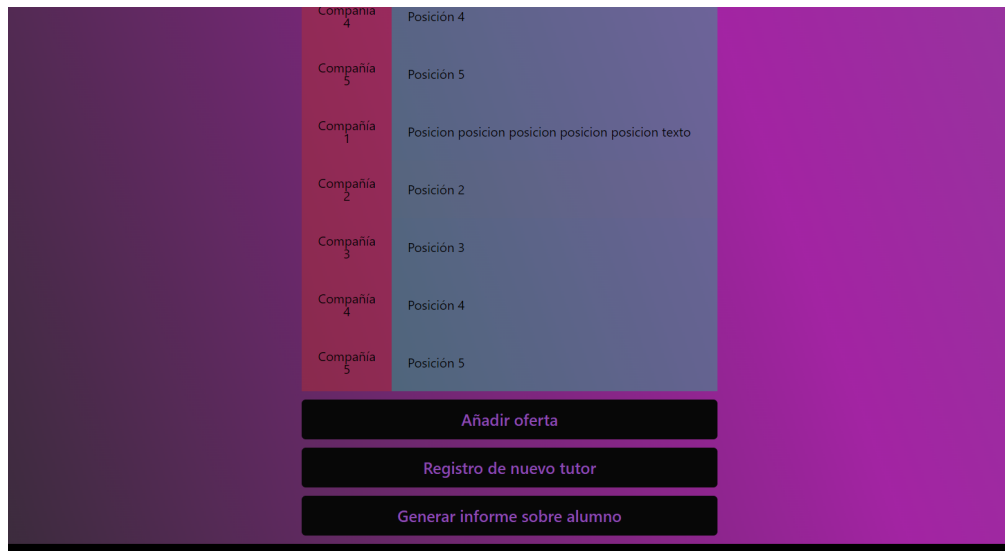 Compañía
4
Posición 4
Compañía
5
Posición 5
Compañía
1
Posicion posicion posicion posicion posicion texto
Compañía
2
Posición 2
Compañía
3
Posición 3
Compañía
4
Posición 4
Compañía
5
Posición 5
Añadir oferta
Registro de nuevo tutor
Generar informe sobre alumno